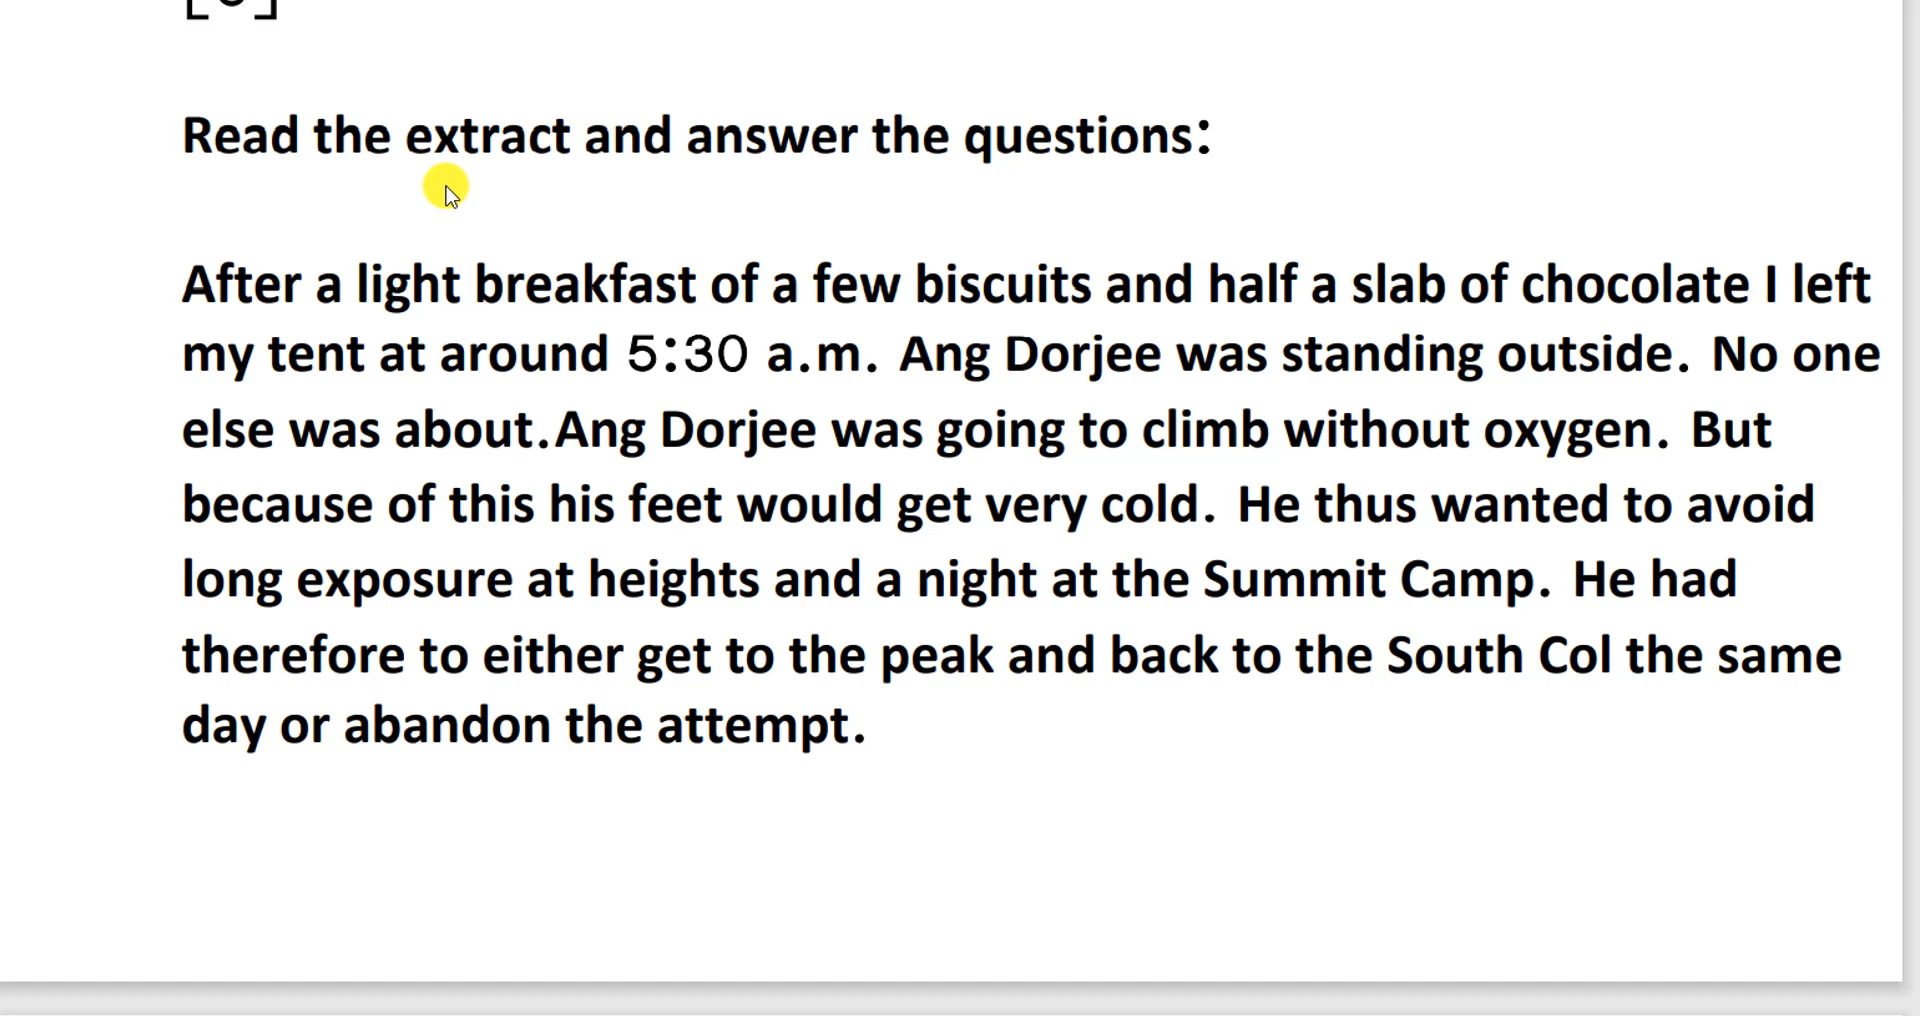 Read the extract and answer the questions:
After a light breakfast of a few biscuits and half a slab of chocolate I left
my tent at around 5:30 a.m. Ang Dorjee was standing outside. No one
else was about.Ang Dorjee was going to climb without oxygen. But
because of this his feet would get very cold. He thus wanted to avoid
long exposure at heights and a night at the Summit Camp. He had
therefore to either get to the peak and back to the South Col the same
day or abandon the attempt.